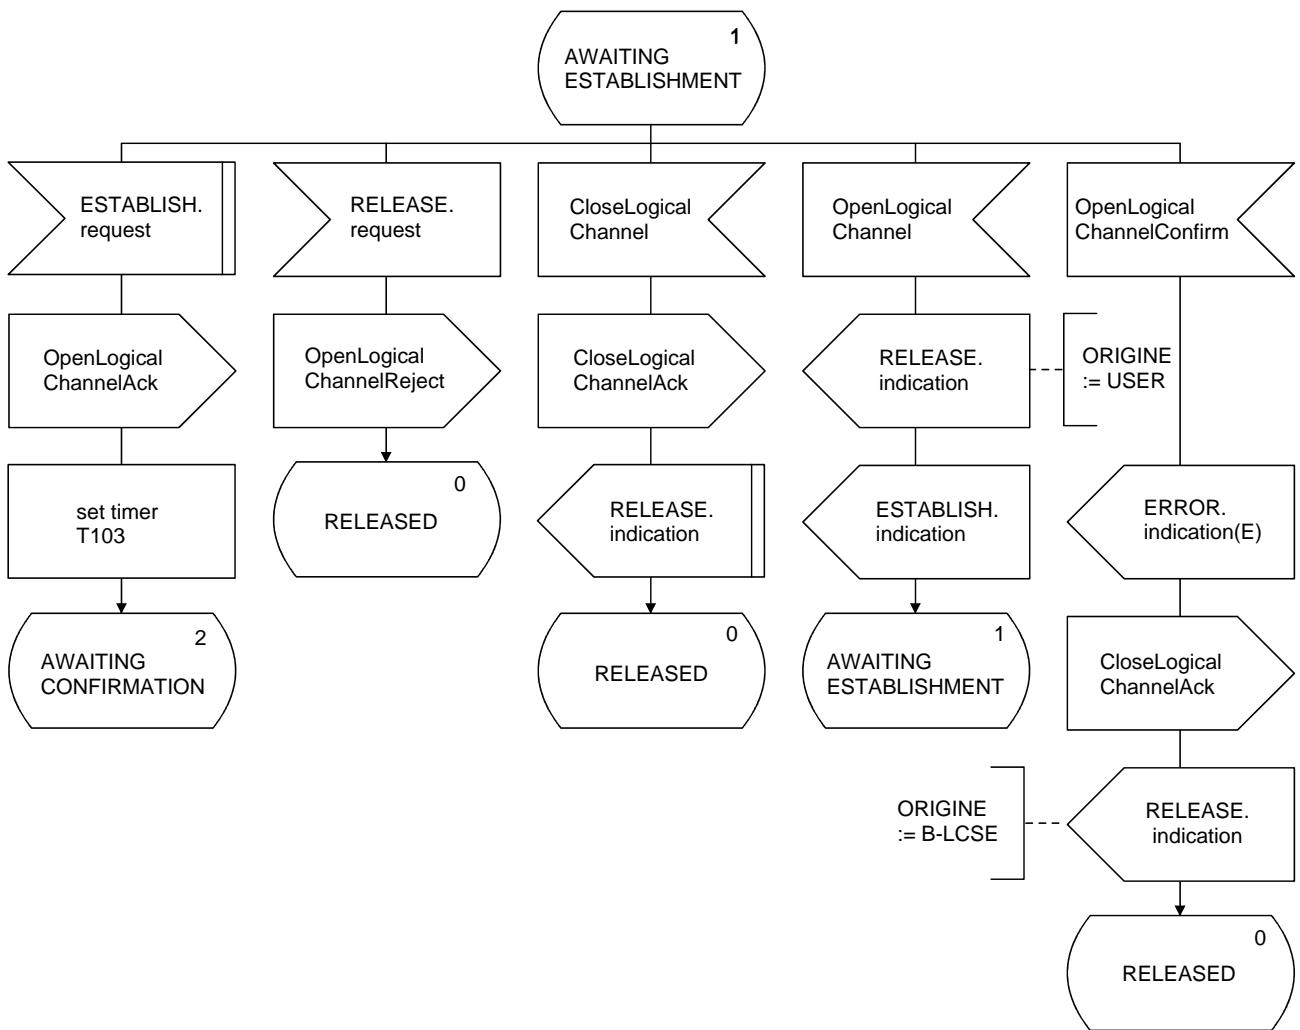 1
AWAITING
ESTABLISHMENT
ESTABLISH.
request
RELEASE.
request
CloseLogical
Channel
OpenLogical
Channel
OpenLogical
ChannelConfirm
OpenLogical
ChannelAck
OpenLogical
ChannelReject
CloseLogical
ChannelAck
RELEASE.
indication
ORIGINE
:= USER
set timer
T103
0
RELEASED
RELEASE.
indication
ESTABLISH.
indication
ERROR.
indication(E)
2
AWAITING
CONFIRMATION
0
RELEASED
1
AWAITING
ESTABLISHMENT
CloseLogical
ChannelAck
ORIGINE
:= B-LCSE
RELEASE.
indication
0
RELEASED